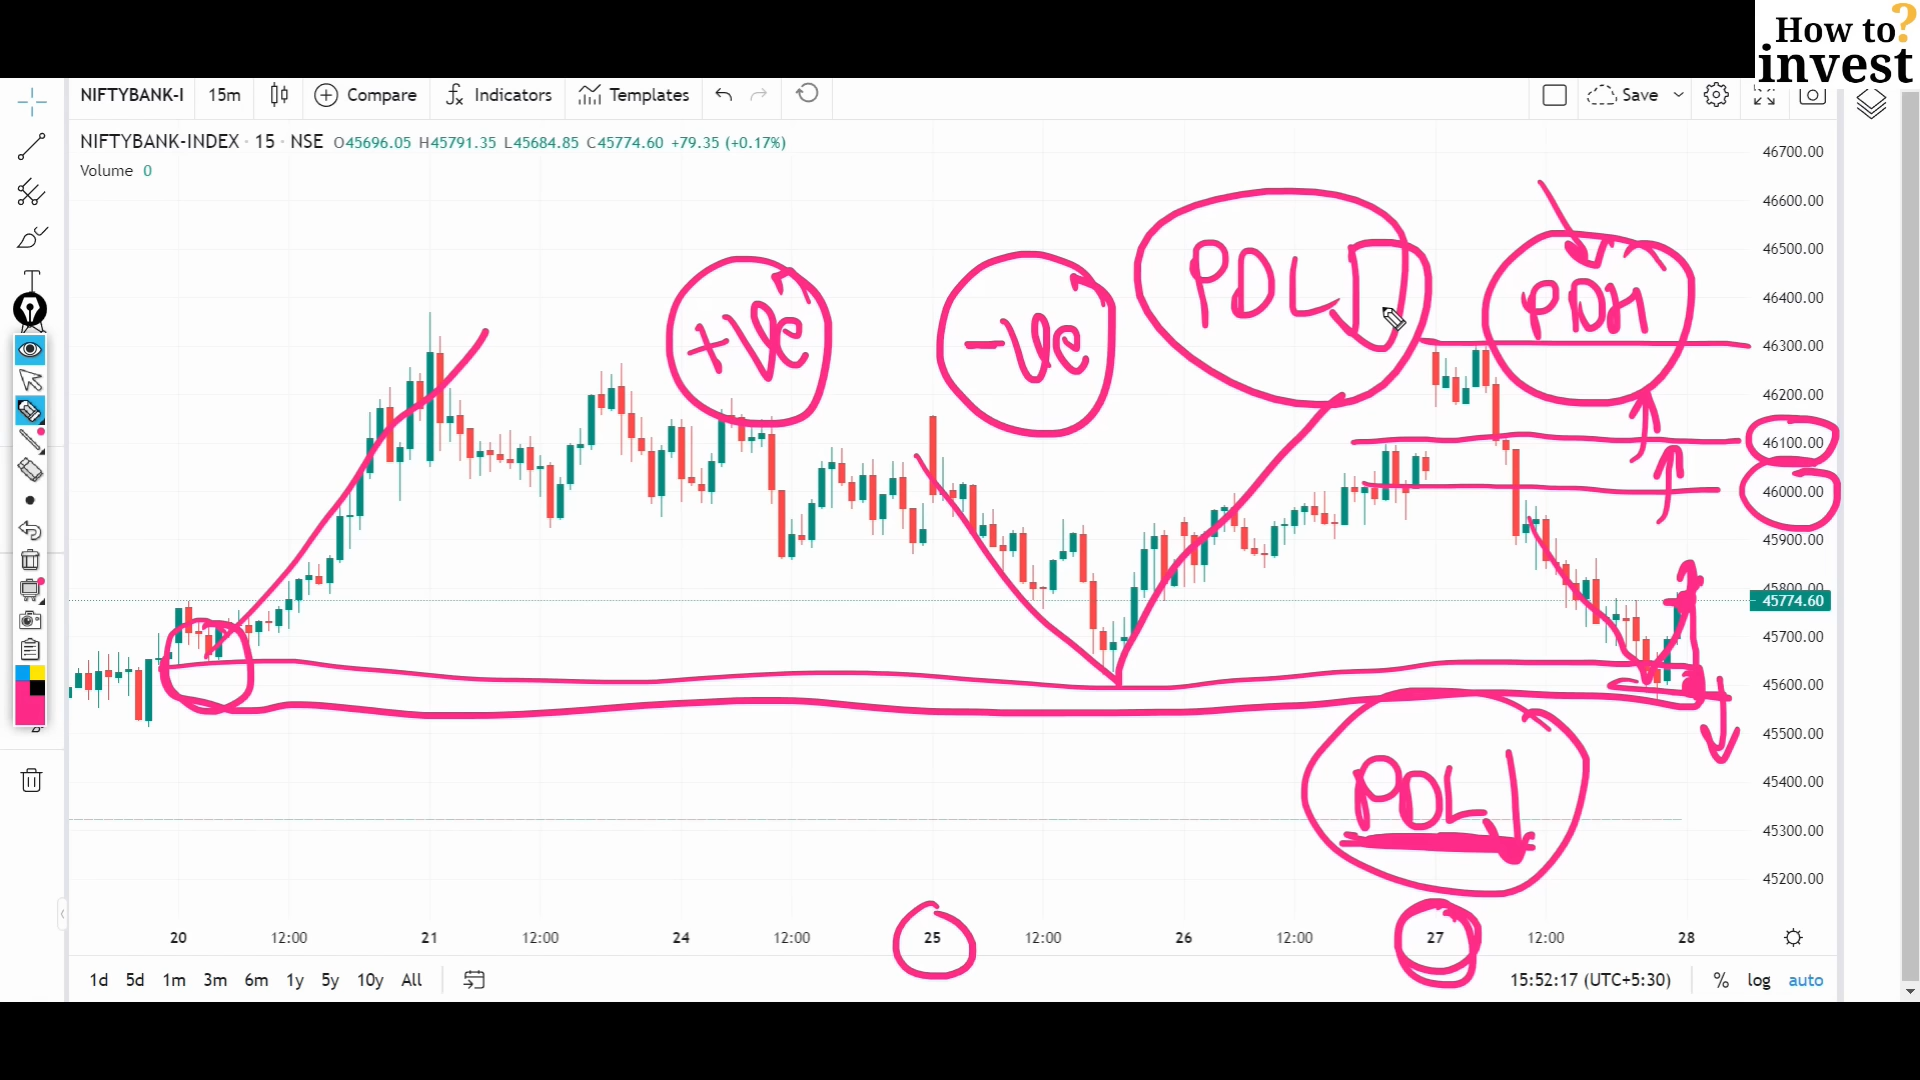 How to?
invest
NIFTYBANK-I 15m Compare Indicators Templates Save
NIFTYBANK-INDEX · 15 · NSE O45696.05 H45791.35 L45684.85 C45774.60 +79.35 (+0.17%)
Volume 0
46700.00
46600.00
46500.00
46400.00
46300.00
46200.00
46100.00
46000.00
45900.00
45800.00
45774.60
45700.00
45600.00
45500.00
45400.00
45300.00
45200.00
+Ve
-Ve
PDL
PDH
PDL
20 12:00 21 12:00 24 12:00 25 12:00 26 12:00 27 12:00 28
1d 5d 1m 3m 6m 1y 5y 10y All 15:52:17 (UTC+5:30) % log auto